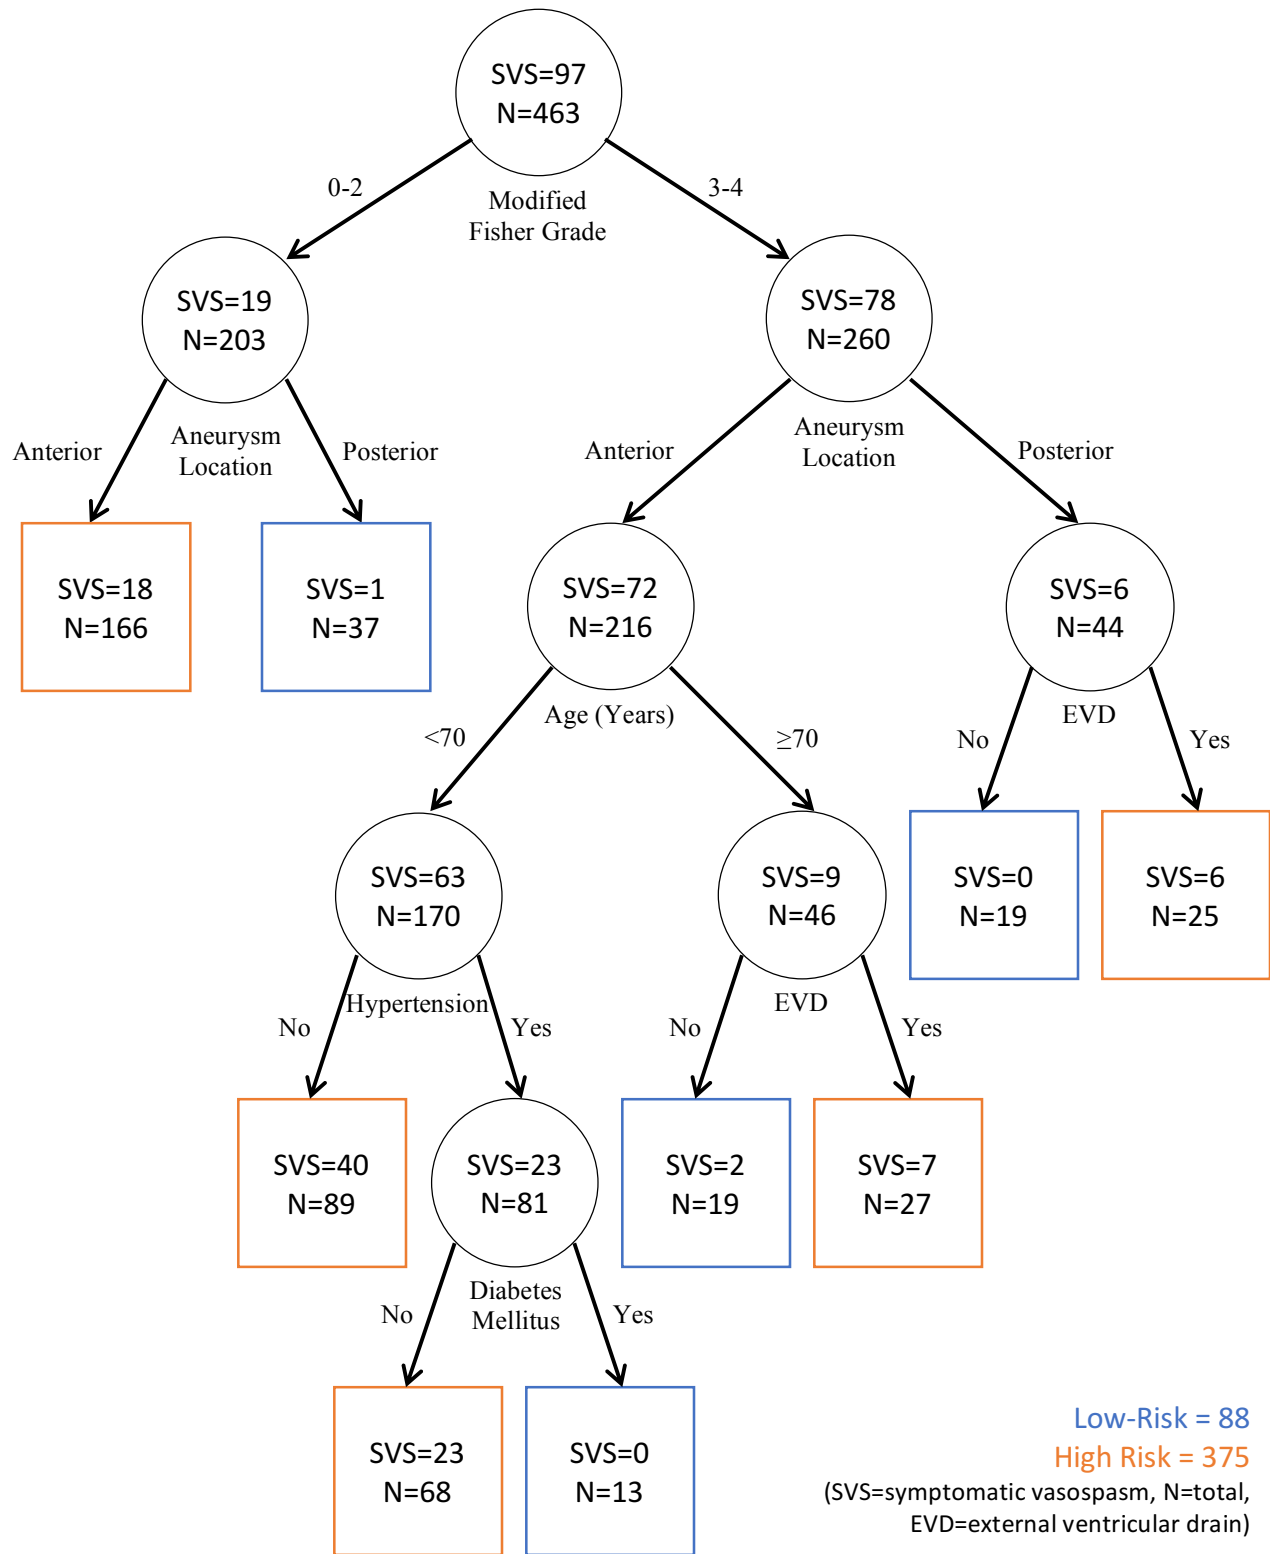 SVS=97
N=463
0-2
3-4
Modified
Fisher Grade
SVS=19
N=203
SVS=78
N=260
Anterior
Aneurysm
Location
Posterior
Anterior
Aneurysm
Location
Posterior
SVS=18
N=166
SVS=1
N=37
SVS=72
N=216
SVS=6
N=44
<70
Age (Years)
≥70
No
EVD
Yes
SVS=63
N=170
SVS=9
N=46
SVS=0
N=19
SVS=6
N=25
No
Hypertension
Yes
No
EVD
Yes
SVS=40
N=89
SVS=23
N=81
SVS=2
N=19
SVS=7
N=27
No
Diabetes
Mellitus
Yes
SVS=23
N=68
SVS=0
N=13
Low-Risk = 88
High Risk = 375
(SVS=symptomatic vasospasm, N=total,
EVD=external ventricular drain)